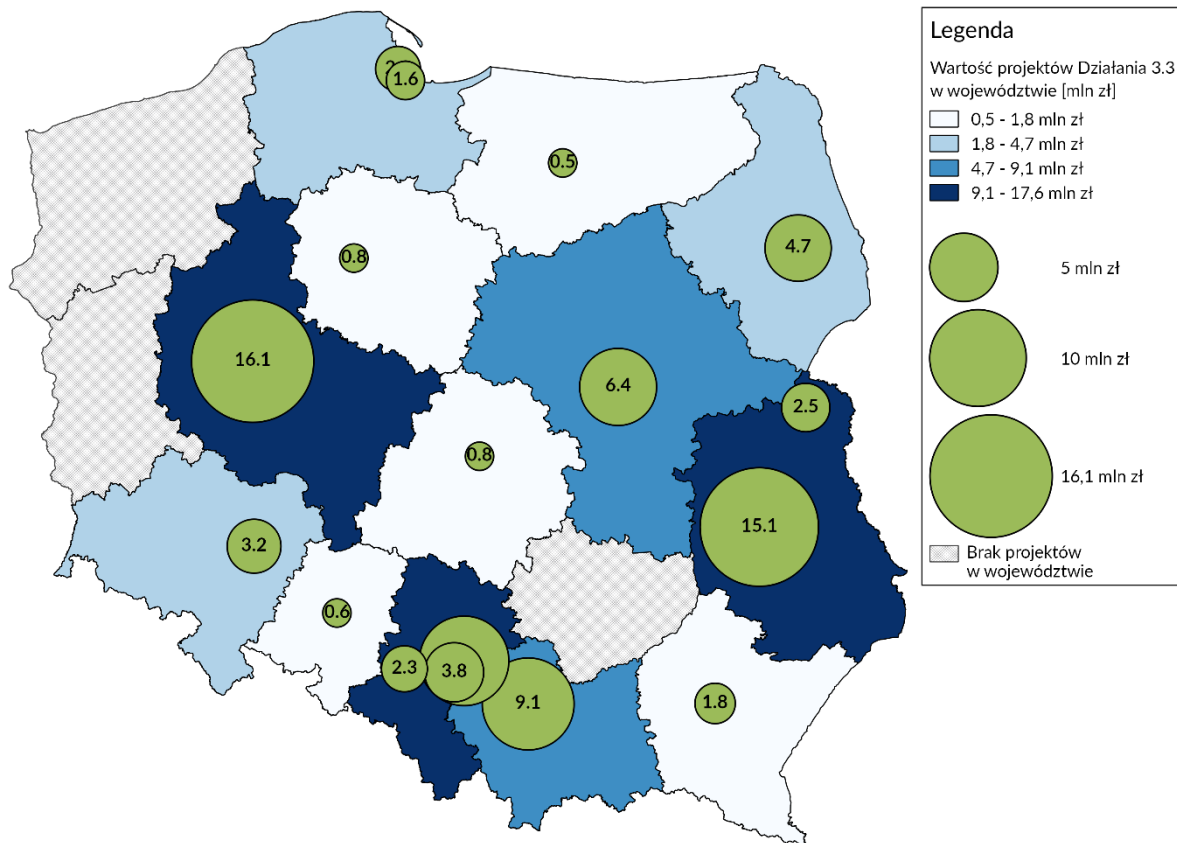 Legenda
Wartość projektów Działania 3.3
w województwie [mln zł]
0,5 - 1,8 mln zł
1,8 - 4,7 mln zł
4,7 - 9,1 mln zł
9,1 - 17,6 mln zł
5 mln zł
10 mln zł
16,1 mln zł
Brak projektów
w województwie
1.6
0.5
4.7
0.8
16.1
6.4
2.5
0.8
15.1
3.2
0.6
2.3
3.8
9.1
1.8